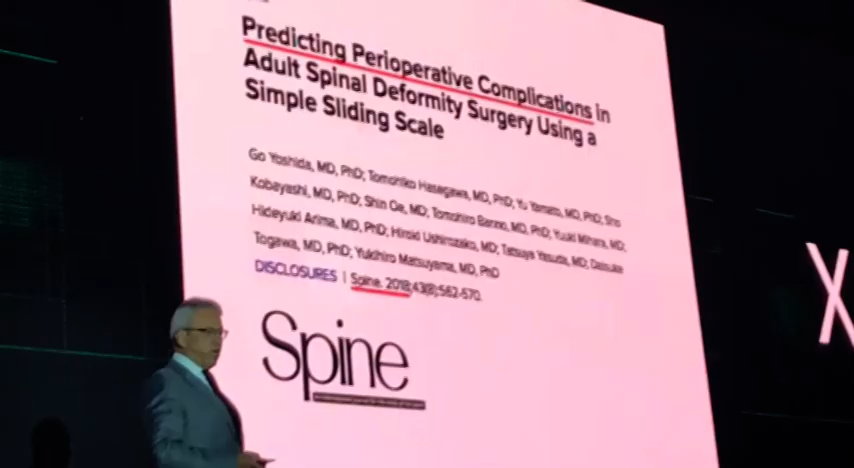 Predicting Perioperative Complications in
Adult Spinal Deformity Surgery Using a
Simple Sliding Scale
Go Yoshida, MD, PhD; Tomohiko Hasegawa, MD, PhD; Yu Yamato, MD, PhD; Sho
Kobayashi, MD, PhD; Shin Oe, MD; Tomohiro Banno, MD, PhD; Yuuki Mihara, MD;
Hideyuki Arima, MD, PhD; Hiroki Ushirozako, MD; Tatsuya Yasuda, MD; Daisuke
Togawa, MD, PhD; Yukihiro Matsuyama, MD, PhD
DISCLOSURES | Spine. 2018;43(8):562-570.
Spine
X